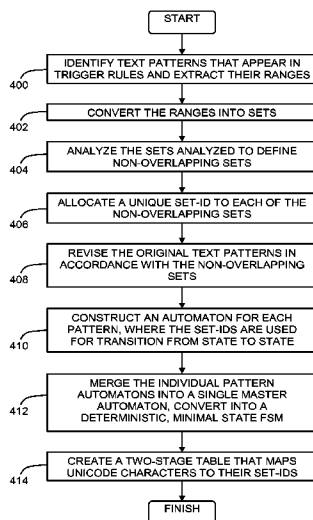 START
IDENTIFY TEXT PATTERNS THAT APPEAR IN
TRIGGER RULES AND EXTRACT THEIR RANGES
400
CONVERT THE RANGES INTO SETS
402
ANALYZE THE SETS ANALYZED TO DEFINE
NON-OVERLAPPING SETS
404
ALLOCATE A UNIQUE SET-ID TO EACH OF THE
NON-OVERLAPPING SETS
406
REVISE THE ORIGINAL TEXT PATTERNS IN
ACCORDANCE WITH THE NON-OVERLAPPING
SETS
408
CONSTRUCT AN AUTOMATON FOR EACH
PATTERN, WHERE THE SET-IDS ARE USED
FOR TRANSITION FROM STATE TO STATE
410
MERGE THE INDIVIDUAL PATTERN
AUTOMATONS INTO A SINGLE MASTER
AUTOMATON, CONVERT INTO A
DETERMINISTIC, MINIMAL STATE FSM
412
CREATE A TWO-STAGE TABLE THAT MAPS
UNICODE CHARACTERS TO THEIR SET-IDS
414
FINISH